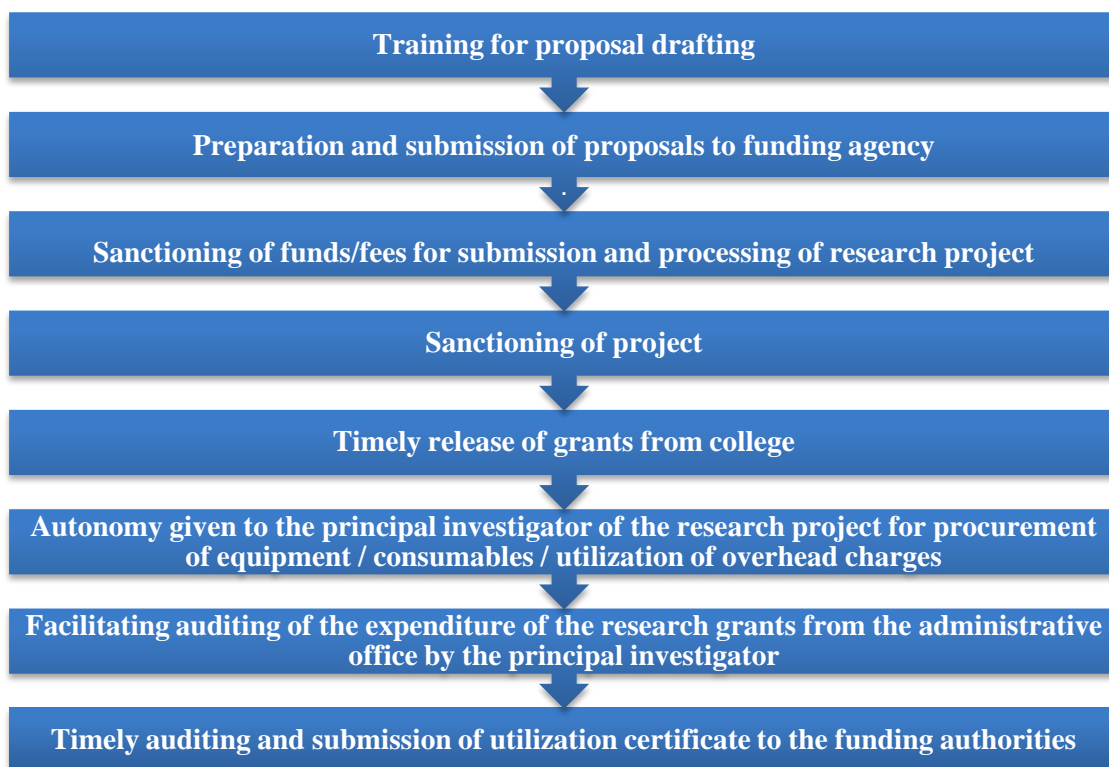 Training for proposal drafting
Preparation and submission of proposals to funding agency
.
Sanctioning of funds/fees for submission and processing of research project
Sanctioning of project
Timely release of grants from college
Autonomy given to the principal investigator of the research project for procurement
of equipment / consumables / utilization of overhead charges
Facilitating auditing of the expenditure of the research grants from the administrative
office by the principal investigator
Timely auditing and submission of utilization certificate to the funding authorities